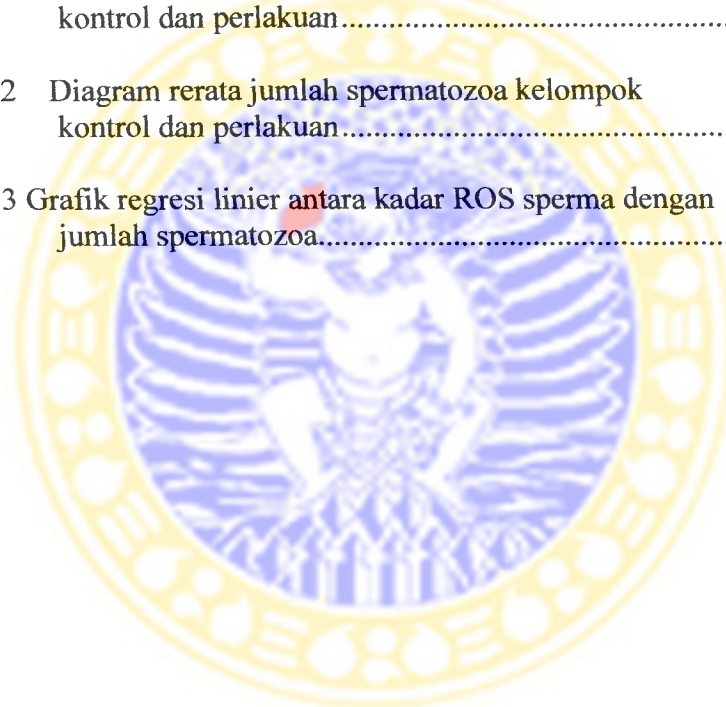 kontrol dan perlakuan......................................................
2 Diagram rerata jumlah spermatozoa kelompok
kontrol dan perlakuan......................................................
3 Grafik regresi linier antara kadar ROS sperma dengan
jumlah spermatozoa.........................................................